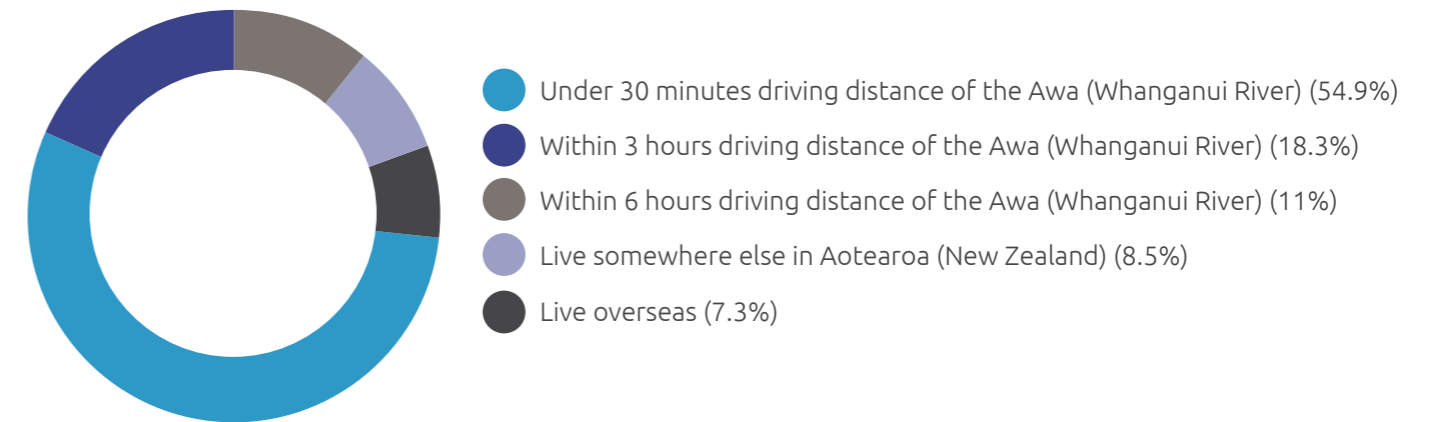 Under 30 minutes driving distance of the Awa (Whanganui River) (54.9%)
Within 3 hours driving distance of the Awa (Whanganui River) (18.3%)
Within 6 hours driving distance of the Awa (Whanganui River) (11%)
Live somewhere else in Aotearoa (New Zealand) (8.5%)
Live overseas (7.3%)